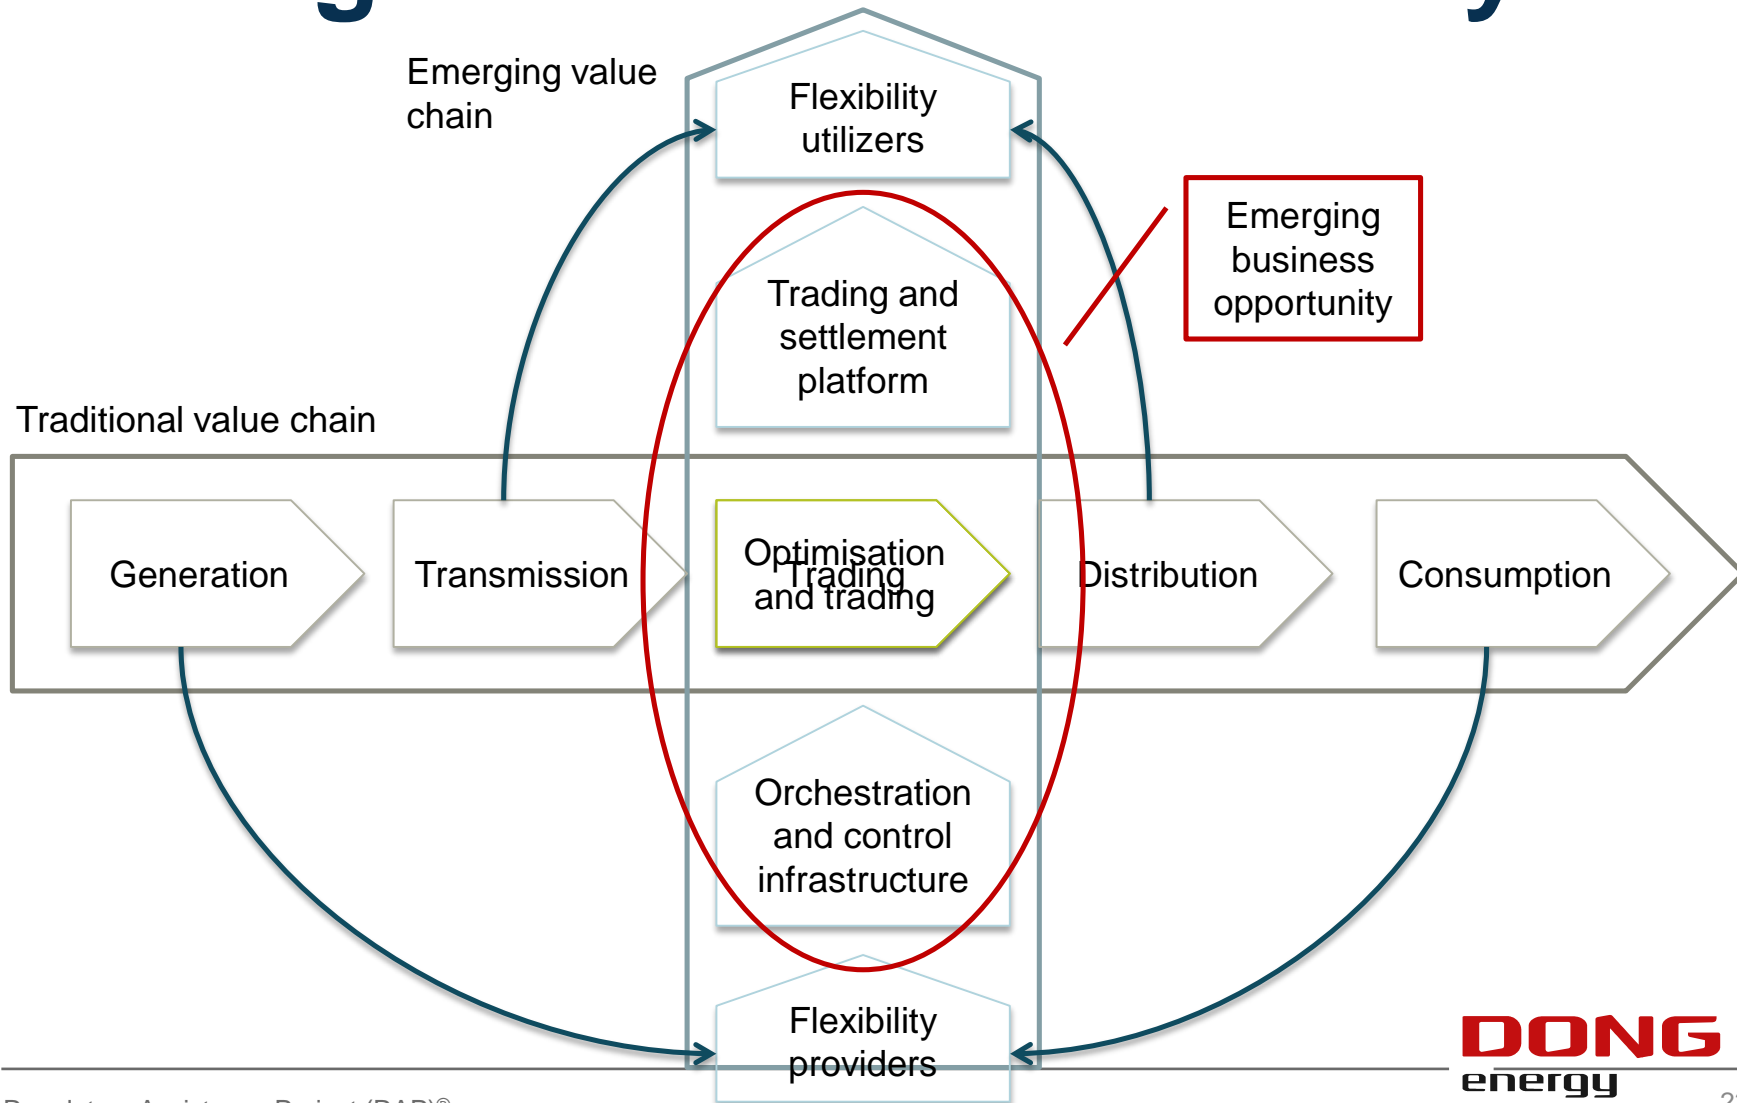 Emerging value
chain
Flexibility
utilizers
Emerging
business
opportunity
Trading and
settlement
platform
Traditional value chain
Generation
Transmission
Optimisation
and trading
Trading
Distribution
Consumption
Orchestration
and control
infrastructure
Flexibility
providers
DONG
energy